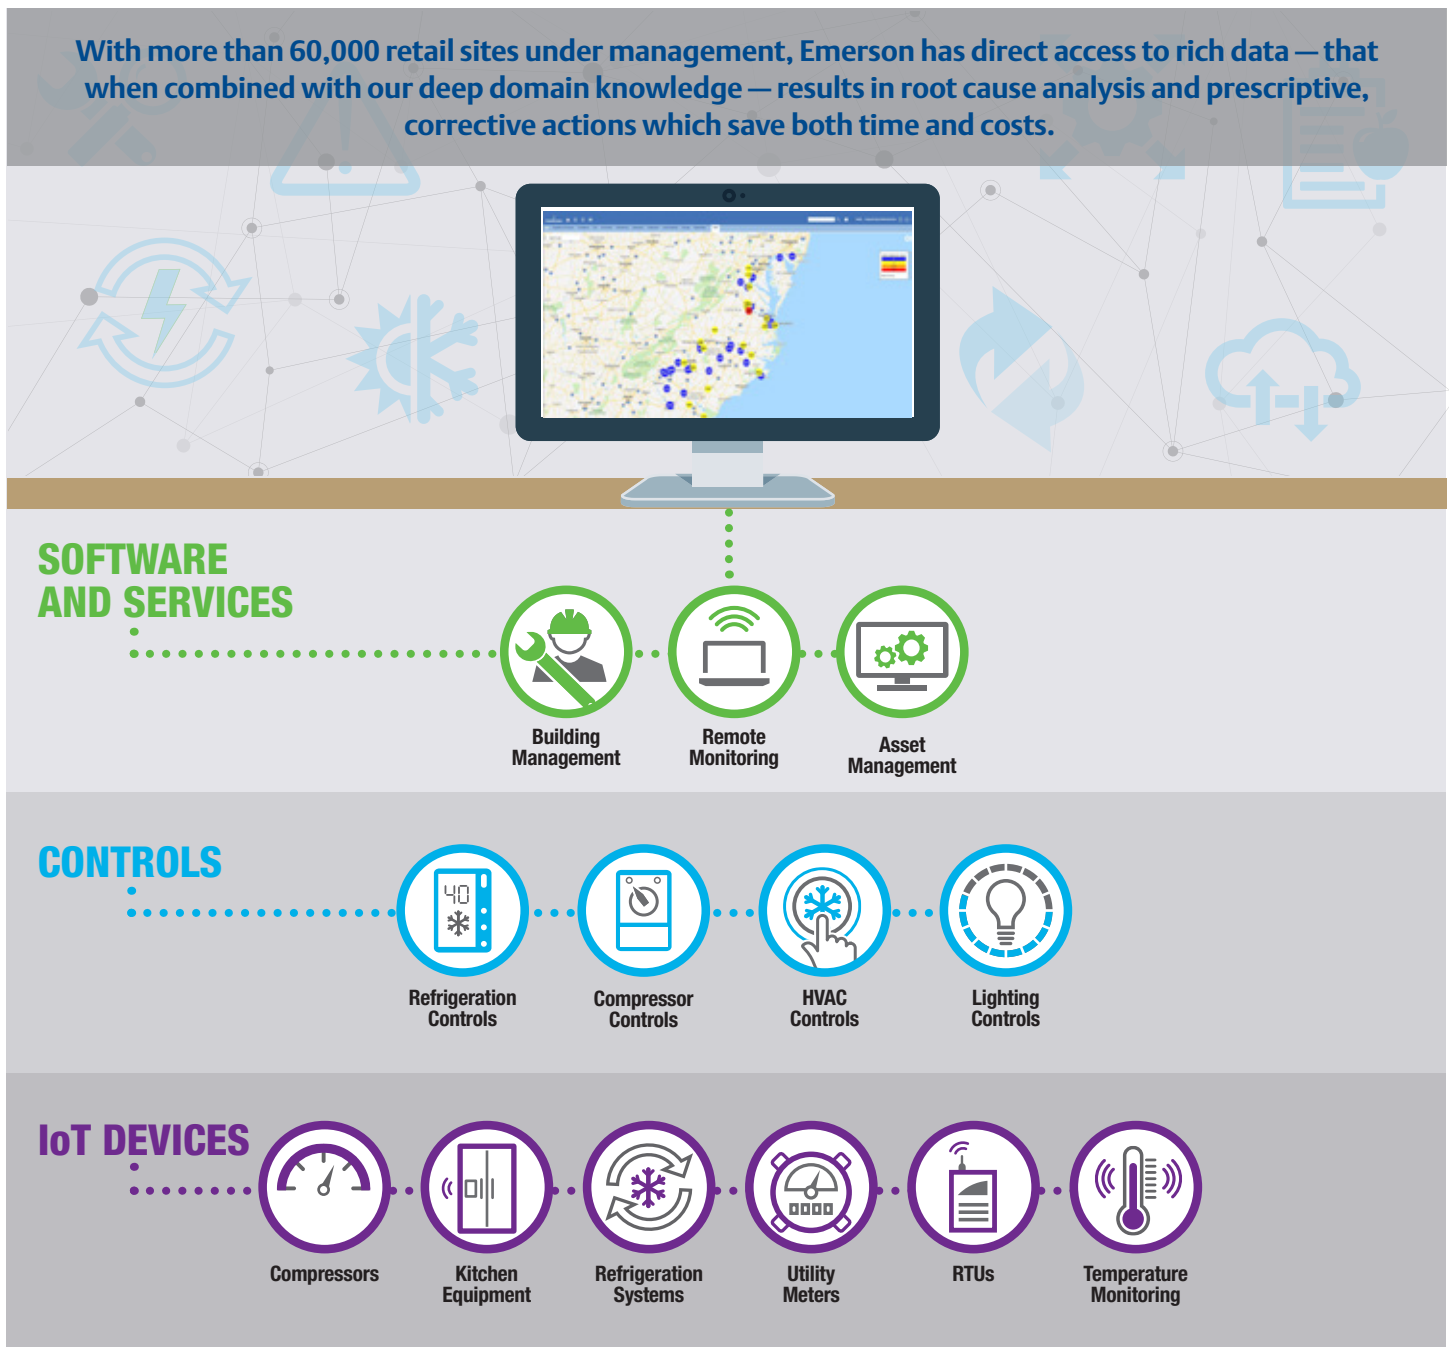 With more than 60,000 retail sites under management, Emerson has direct access to rich data — that
when combined with our deep domain knowledge — results in root cause analysis and prescriptive,
corrective actions which save both time and costs.
SOFTWARE
AND SERVICES
Building
Management
Remote
Monitoring
Asset
Management
CONTROLS
40
Refrigeration
Controls
Compressor
Controls
HVAC
Controls
Lighting
Controls
IoT DEVICES
Compressors
Kitchen
Equipment
Refrigeration
Systems
Utility
Meters
RTUs
Temperature
Monitoring